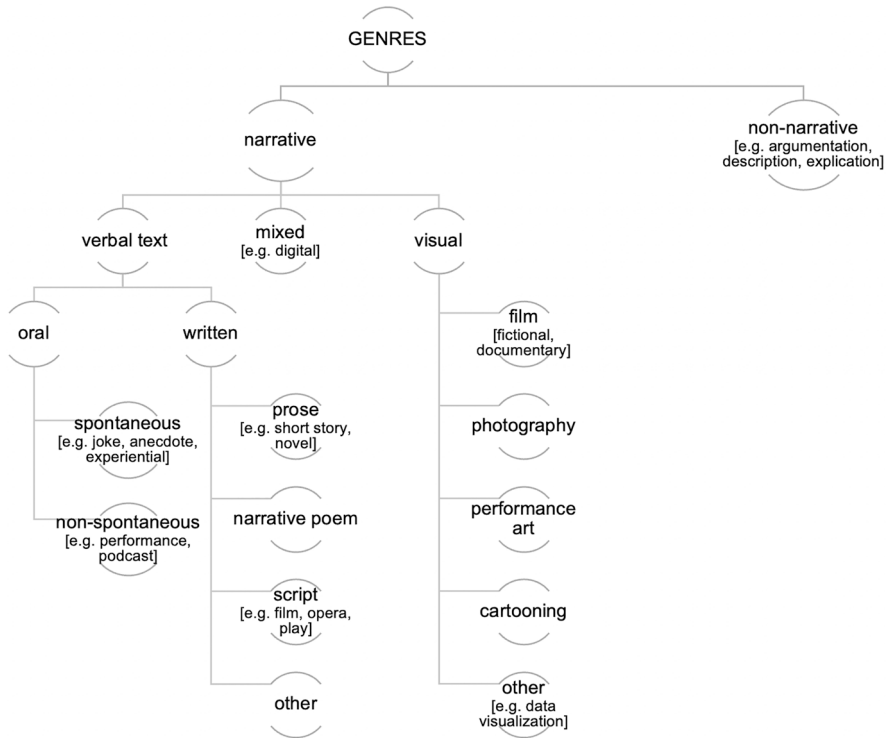 GENRES
narrative
non-narrative
[e.g. argumentation,
description, explication]
verbal text
mixed
[e.g. digital]
visual
oral
written
spontaneous
[e.g. joke, anecdote,
experiential]
non-spontaneous
[e.g. performance,
podcast]
prose
[e.g. short story,
novel]
narrative poem
script
[e.g. film, opera,
play]
other
film
[fictional,
documentary]
photography
performance
art
cartooning
other
[e.g. data
visualization]